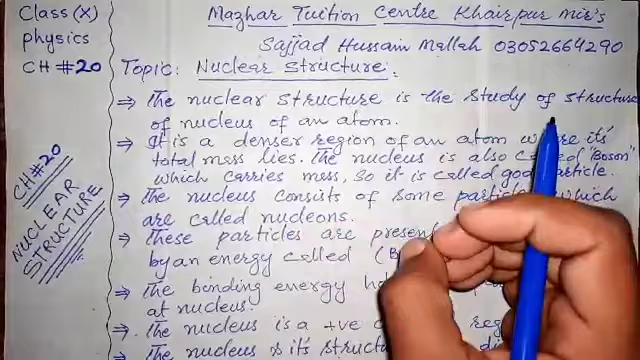 Class (X)
physics
CH #20
Mazhar Tuition Centre Khairpur Mir's
Sajjad Hussain Mallah 03052664290
Topic: Nuclear Structure.
⇒ The nuclear structure is the study of structure
of nucleus of an atom.
⇒ It is a denser region of an atom where it's
total mass lies. The nucleus is also called "Boson"
which carries mass, so it is called god particle.
⇒ The nucleus consists of some which
are called nucleons.
⇒ These particles are present
by an energy called (B
⇒ The binding energy
at nucleus.
⇒ The nucleus is a +ve
⇒ The nucleus & it's
CH #20
NUCLEAR
STRUCTURE